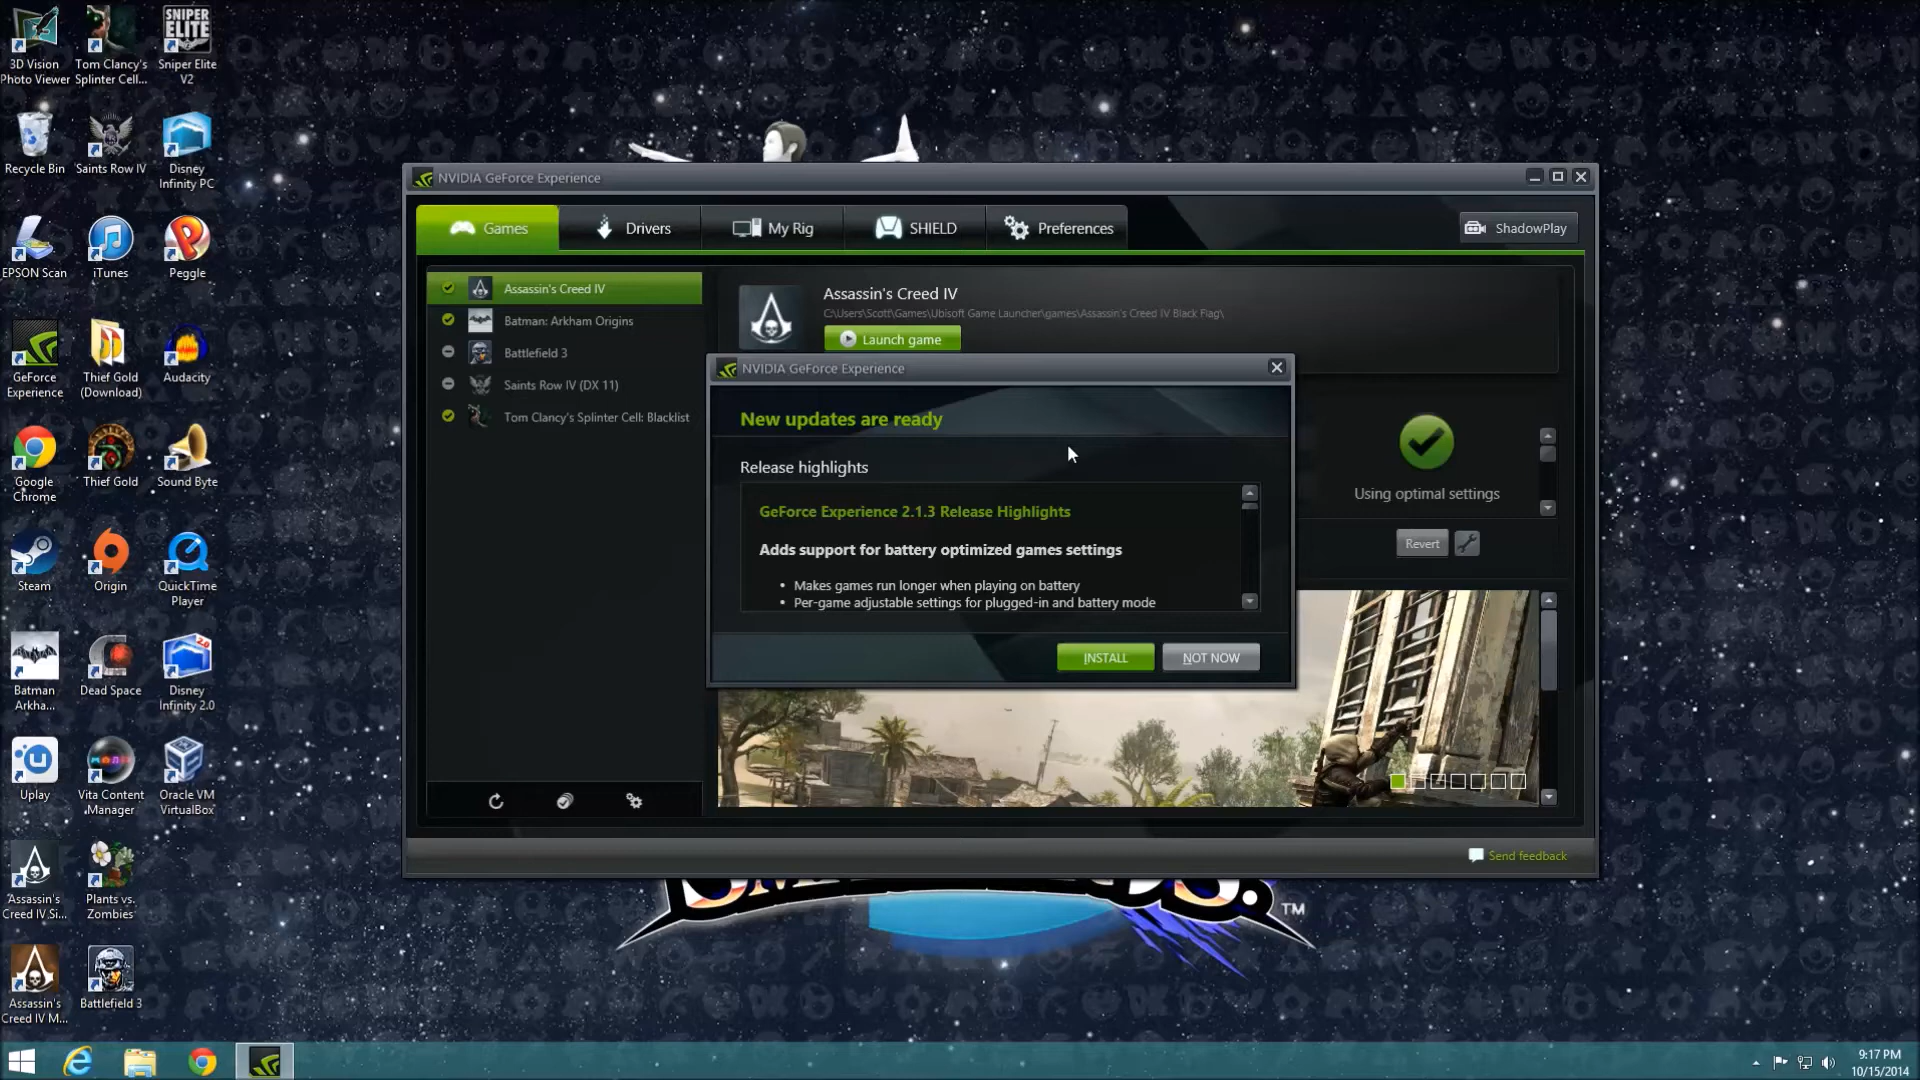 3D Vision
Photo Viewer
Tom Clancy's
Splinter Cell...
SNIPER
ELITE
Sniper Elite
V2
Recycle Bin
Saints Row IV
Disney
Infinity PC
EPSON Scan
iTunes
Peggle
GeForce
Experience
Thief Gold
(Download)
Audacity
Google
Chrome
Thief Gold
Sound Byte
Steam
Origin
QuickTime
Player
Batman
Arkha...
Dead Space
2.0
Disney
Infinity 2.0
Uplay
Vita Content
Manager
Oracle VM
VirtualBox
Assassin's
Creed IV Si...
Plants vs.
Zombies
Assassin's
Creed IV M...
Battlefield 3
NVIDIA GeForce Experience
Games
Drivers
My Rig
SHIELD
Preferences
ShadowPlay
Assassin's Creed IV
Batman: Arkham Origins
Battlefield 3
Saints Row IV (DX 11)
Tom Clancy's Splinter Cell: Blacklist
Assassin's Creed IV
C:\Users\Scott\Games\Ubisoft Game Launcher\games\Assassin's Creed IV Black Flag\
Launch game
NVIDIA GeForce Experience
New updates are ready
Release highlights
GeForce Experience 2.1.3 Release Highlights
Adds support for battery optimized games settings
• Makes games run longer when playing on battery
• Per-game adjustable settings for plugged-in and battery mode
INSTALL
NOT NOW
Using optimal settings
Revert
Send feedback
TM
9:17 PM
10/15/2014